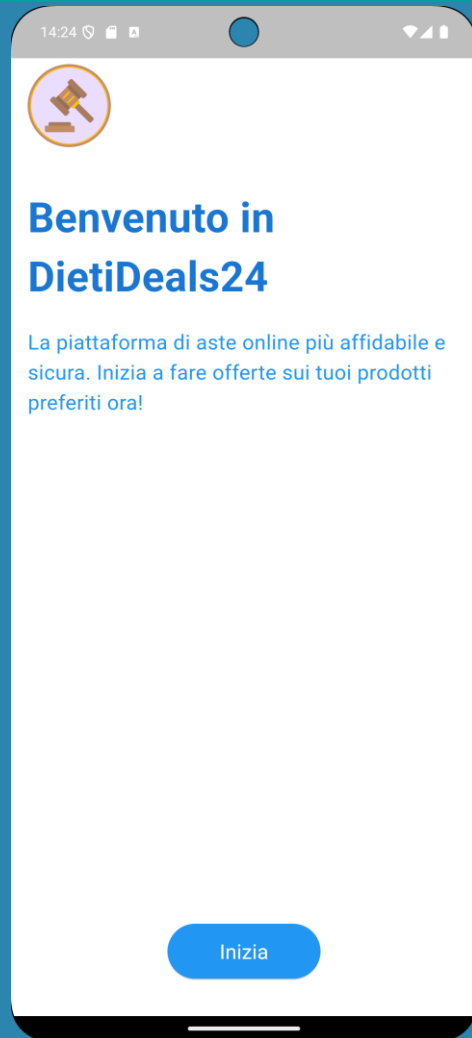 14:24
Benvenuto in
DietiDeals24
La piattaforma di aste online più affidabile e
sicura. Inizia a fare offerte sui tuoi prodotti
preferiti ora!
Inizia